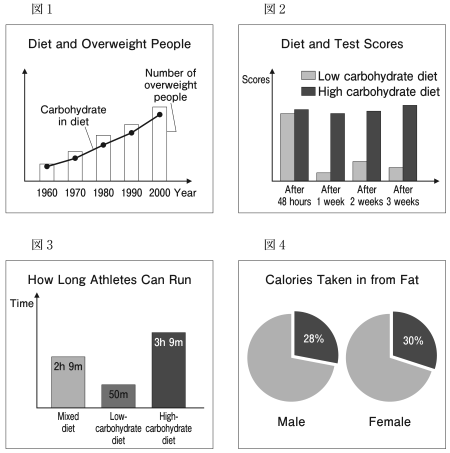 図1
Diet and Overweight People
Number of
overweight
people
Carbohydrate
in diet
1960 1970 1980 1990 2000 Year
図2
Diet and Test Scores
Scores
Low carbohydrate diet
High carbohydrate diet
After
48 hours
After
1 week
After
2 weeks
After
3 weeks
図3
How Long Athletes Can Run
Time
2h 9m
50m
3h 9m
Mixed
diet
Low-
carbohydrate
diet
High-
carbohydrate
diet
図4
Calories Taken in from Fat
28%
30%
Male
Female